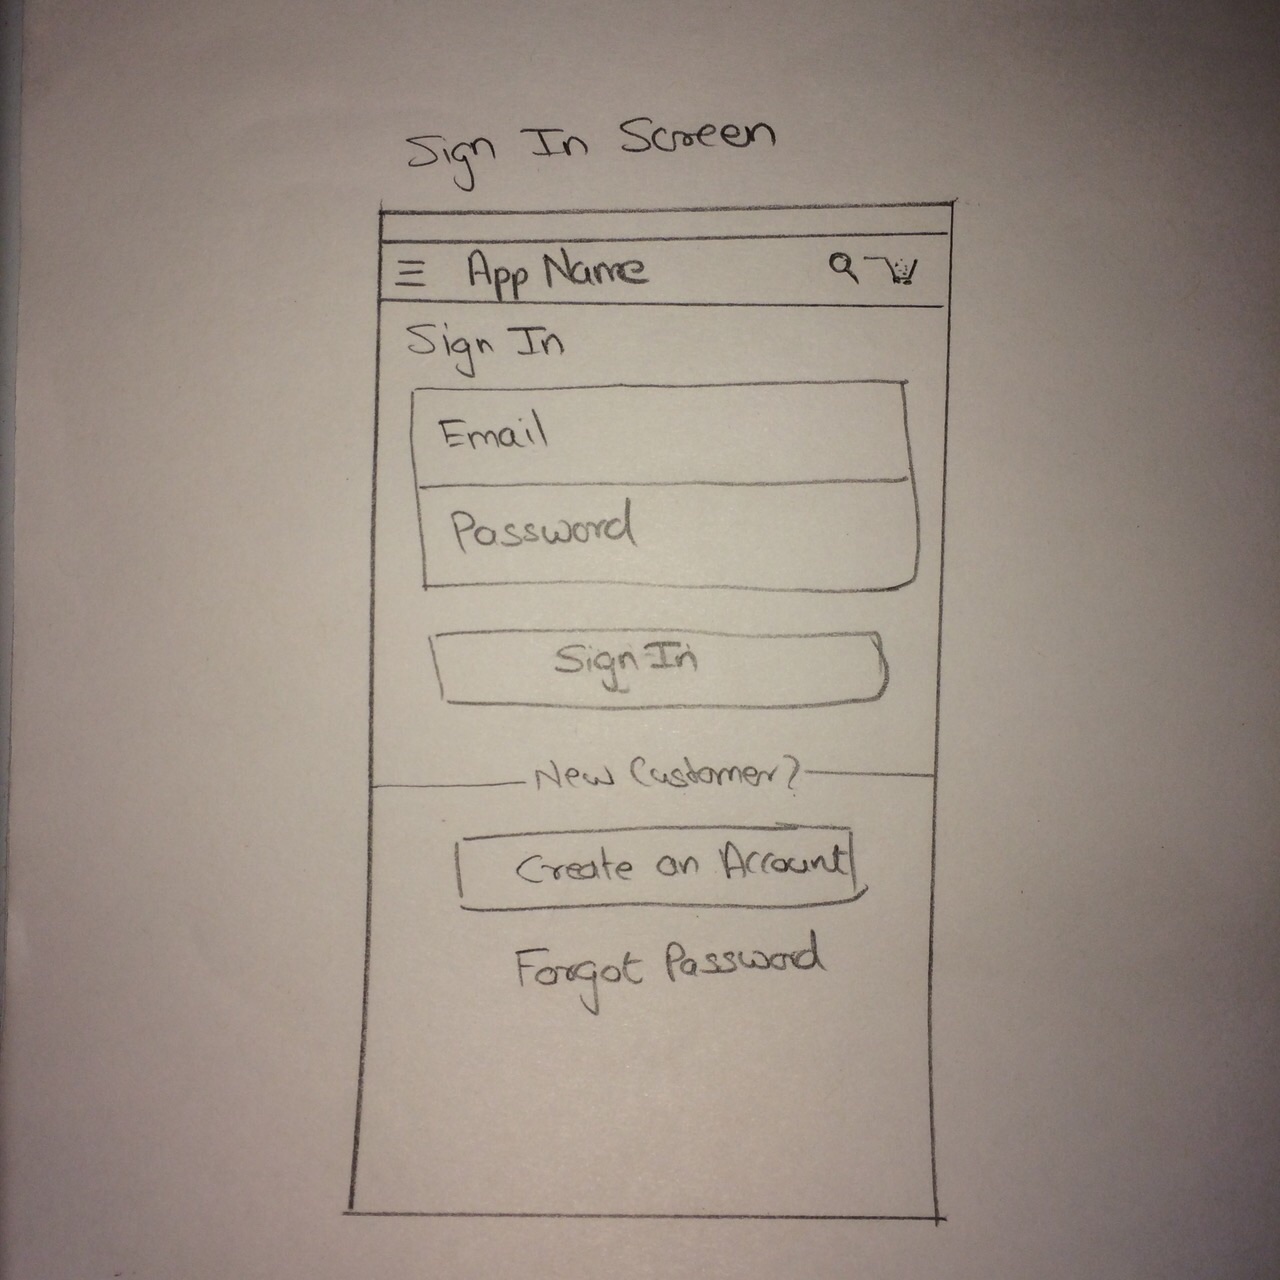 Sign In Screen
App Name
Sign In
Email
Password
Sign In
New Customer?
Create an Account
Forgot Password